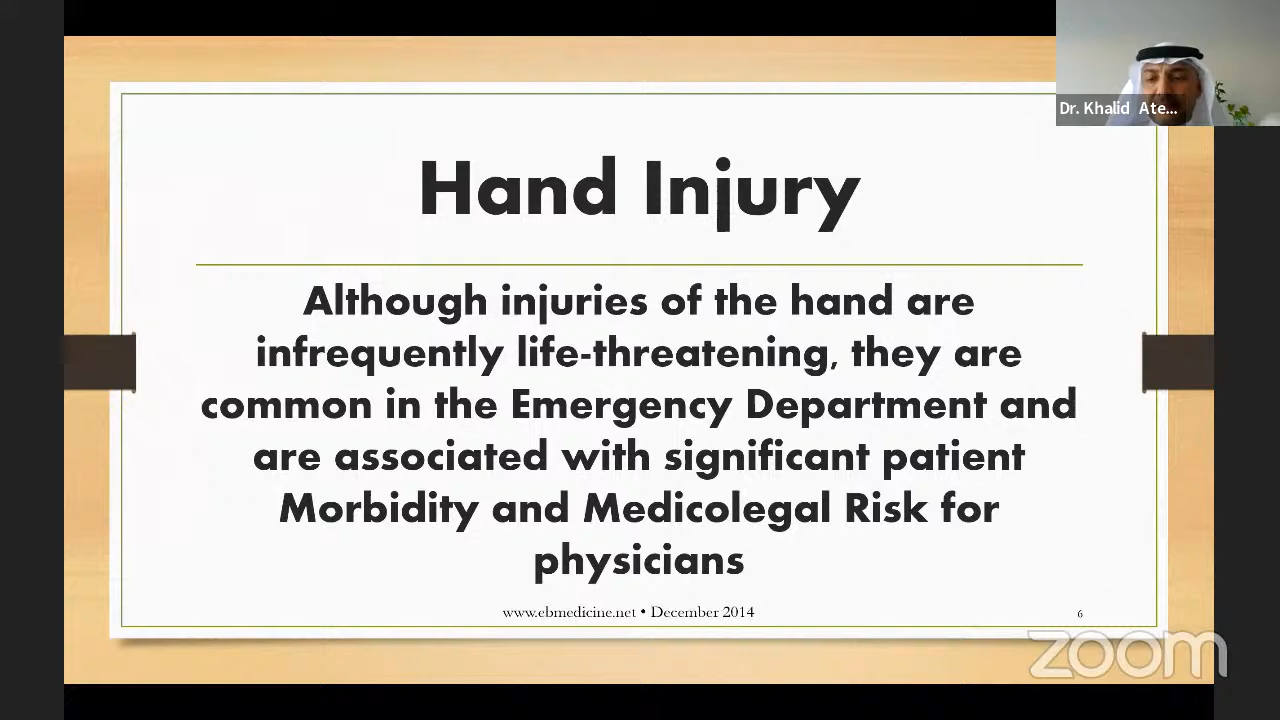 Dr. Khalid Ate...
Hand Injury
Although injuries of the hand are
infrequently life-threatening, they are
common in the Emergency Department and
are associated with significant patient
Morbidity and Medicolegal Risk for
physicians
www.ebmedicine.net • December 2014
6
zoom